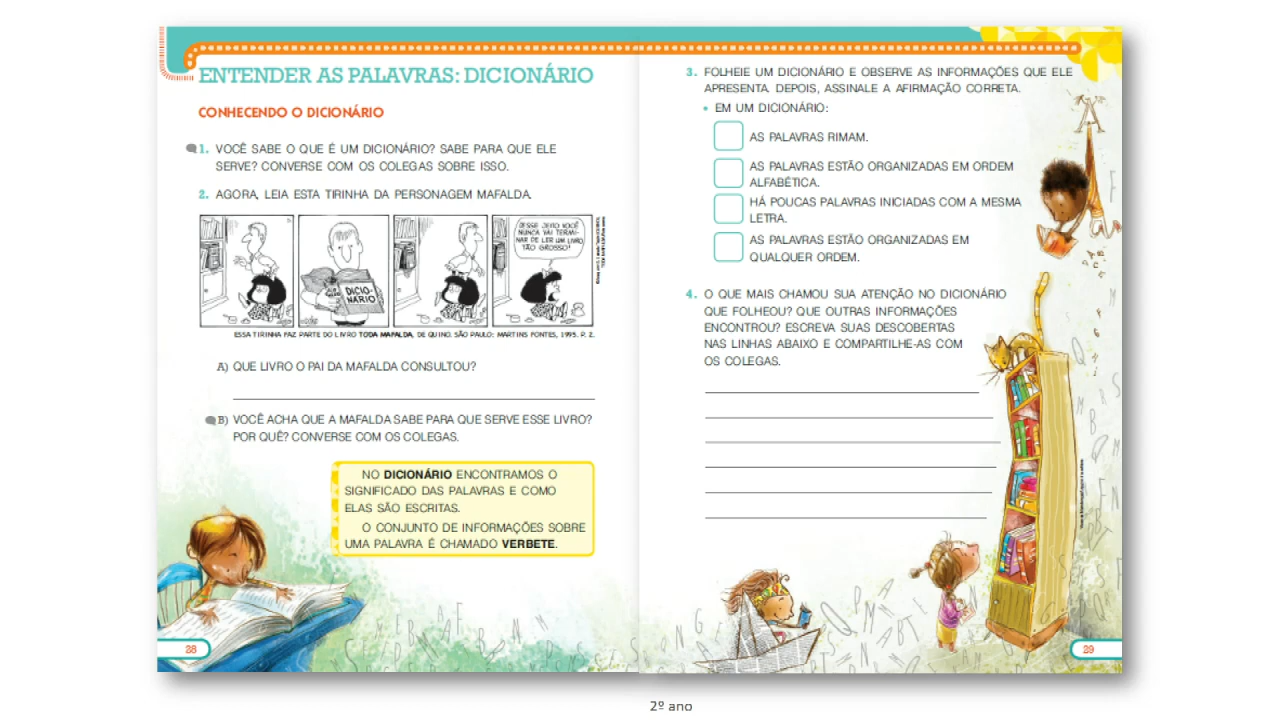 ENTENDER AS PALAVRAS: DICIONÁRIO
CONHECENDO O DICIONÁRIO
1. VOCÊ SABE O QUE É UM DICIONÁRIO? SABE PARA QUE ELE
SERVE? CONVERSE COM OS COLEGAS SOBRE ISSO.
2. AGORA, LEIA ESTA TIRINHA DA PERSONAGEM MAFALDA.
DICIO-
NÁRIO
DESSE JEITO VOCÊ
NUNCA VAI TERMI-
NAR DE LER UM LIVRO
TÃO GROSSO!
ESSA TIRINHA FAZ PARTE DO LIVRO TODA MAFALDA, DE QUINO. SÃO PAULO: MARTINS FONTES, 1993. P. 2.
A) QUE LIVRO O PAI DA MAFALDA CONSULTOU?
B) VOCÊ ACHA QUE A MAFALDA SABE PARA QUE SERVE ESSE LIVRO?
POR QUÊ? CONVERSE COM OS COLEGAS.
NO DICIONÁRIO ENCONTRAMOS O
SIGNIFICADO DAS PALAVRAS E COMO
ELAS SÃO ESCRITAS.
O CONJUNTO DE INFORMAÇÕES SOBRE
UMA PALAVRA É CHAMADO VERBETE.
28
3. FOLHEIE UM DICIONÁRIO E OBSERVE AS INFORMAÇÕES QUE ELE
APRESENTA. DEPOIS, ASSINALE A AFIRMAÇÃO CORRETA.
• EM UM DICIONÁRIO:
AS PALAVRAS RIMAM.
AS PALAVRAS ESTÃO ORGANIZADAS EM ORDEM
ALFABÉTICA.
HÁ POUCAS PALAVRAS INICIADAS COM A MESMA
LETRA.
AS PALAVRAS ESTÃO ORGANIZADAS EM
QUALQUER ORDEM.
4. O QUE MAIS CHAMOU SUA ATENÇÃO NO DICIONÁRIO
QUE FOLHEOU? QUE OUTRAS INFORMAÇÕES
ENCONTROU? ESCREVA SUAS DESCOBERTAS
NAS LINHAS ABAIXO E COMPARTILHE-AS COM
OS COLEGAS.
29
2º ano